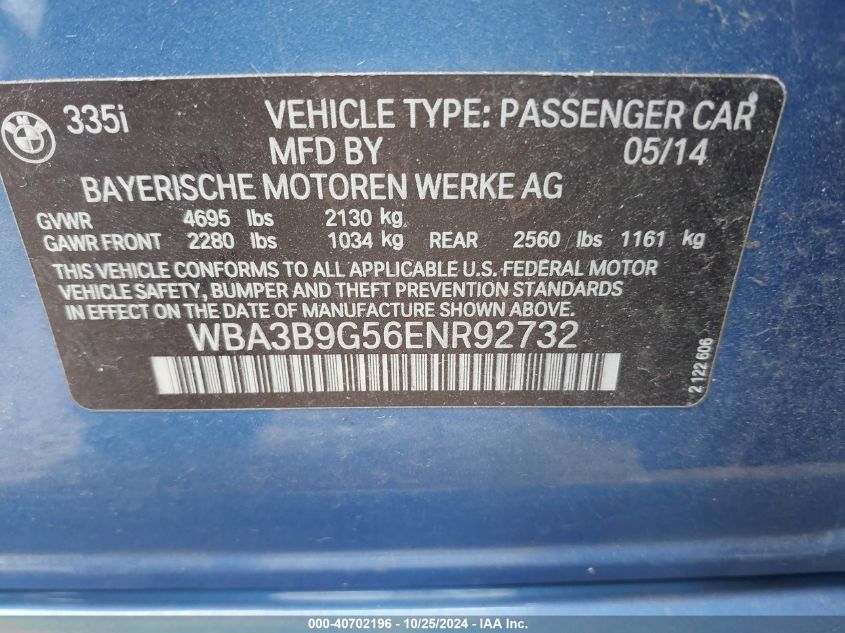 BMW 335i VEHICLE TYPE: PASSENGER CAR
MFD BY 05/14
BAYERISCHE MOTOREN WERKE AG
GVWR 4695 lbs 2130 kg
GAWR FRONT 2280 lbs 1034 kg REAR 2560 lbs 1161 kg
THIS VEHICLE CONFORMS TO ALL APPLICABLE U.S. FEDERAL MOTOR
VEHICLE SAFETY, BUMPER AND THEFT PREVENTION STANDARDS
IN EFFECT ON THE DATE OF MANUFACTURE SHOWN ABOVE.
WBA3B9G56ENR92732
2 122 606
000-40702196 - 10/25/2024 - IAA Inc.